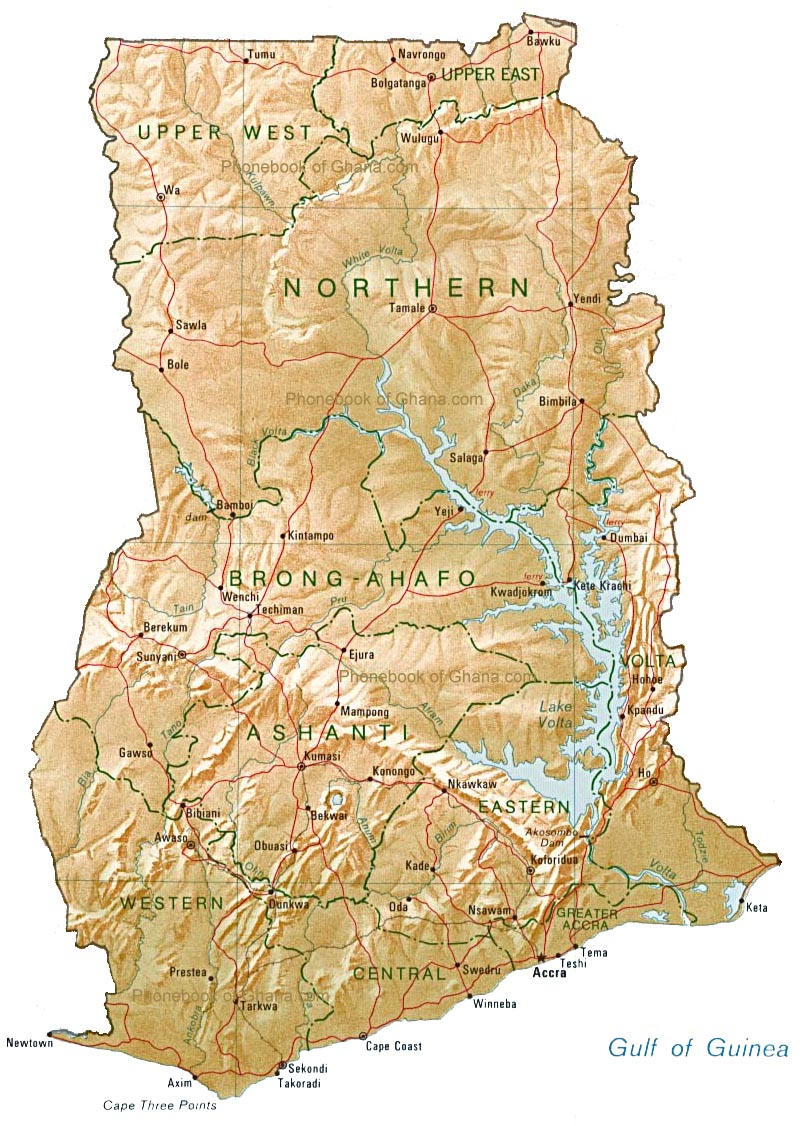 Bawku
Tumu
Navrongo
Bolgatanga
UPPER EAST
UPPER WEST
Wulugu
Phonebook of Ghana.com
Kulpawn
Wa
White Volta
NORTHERN
Tamale
Yendi
Sawla
Oti
Bole
Daka
Phonebook of Ghana.com
Bimbila
Black Volta
Salaga
ferry
Bamboi
dam
Yeji
ferry
Kintampo
Dumbai
BRONG-AHAFO
ferry
Kete Krachi
Kwadjokrom
Wenchi
Pru
Tain
Techiman
Berekum
Sunyani
Ejura
VOLTA
Phonebook of Ghana.com
Hohoe
Afram
Mampong
Lake
Volta
Kpandu
Tano
ASHANTI
Gawso
Kumasi
Konongo
Ho
Bia
Nkawkaw
EASTERN
Bibiani
Bekwai
Awaso
Birim
Akosombo
Dam
Todzie
Obuasi
Kade
Koforidua
Volta
Ofin
WESTERN
Dunkwa
Oda
Nsawam
GREATER
ACCRA
Keta
Tema
Teshi
Accra
Prestea
CENTRAL
Swedru
Phonebook of Ghana.com
Tarkwa
Winneba
Ankobra
Newtown
Cape Coast
Gulf of Guinea
Sekondi
Takoradi
Axim
Cape Three Points